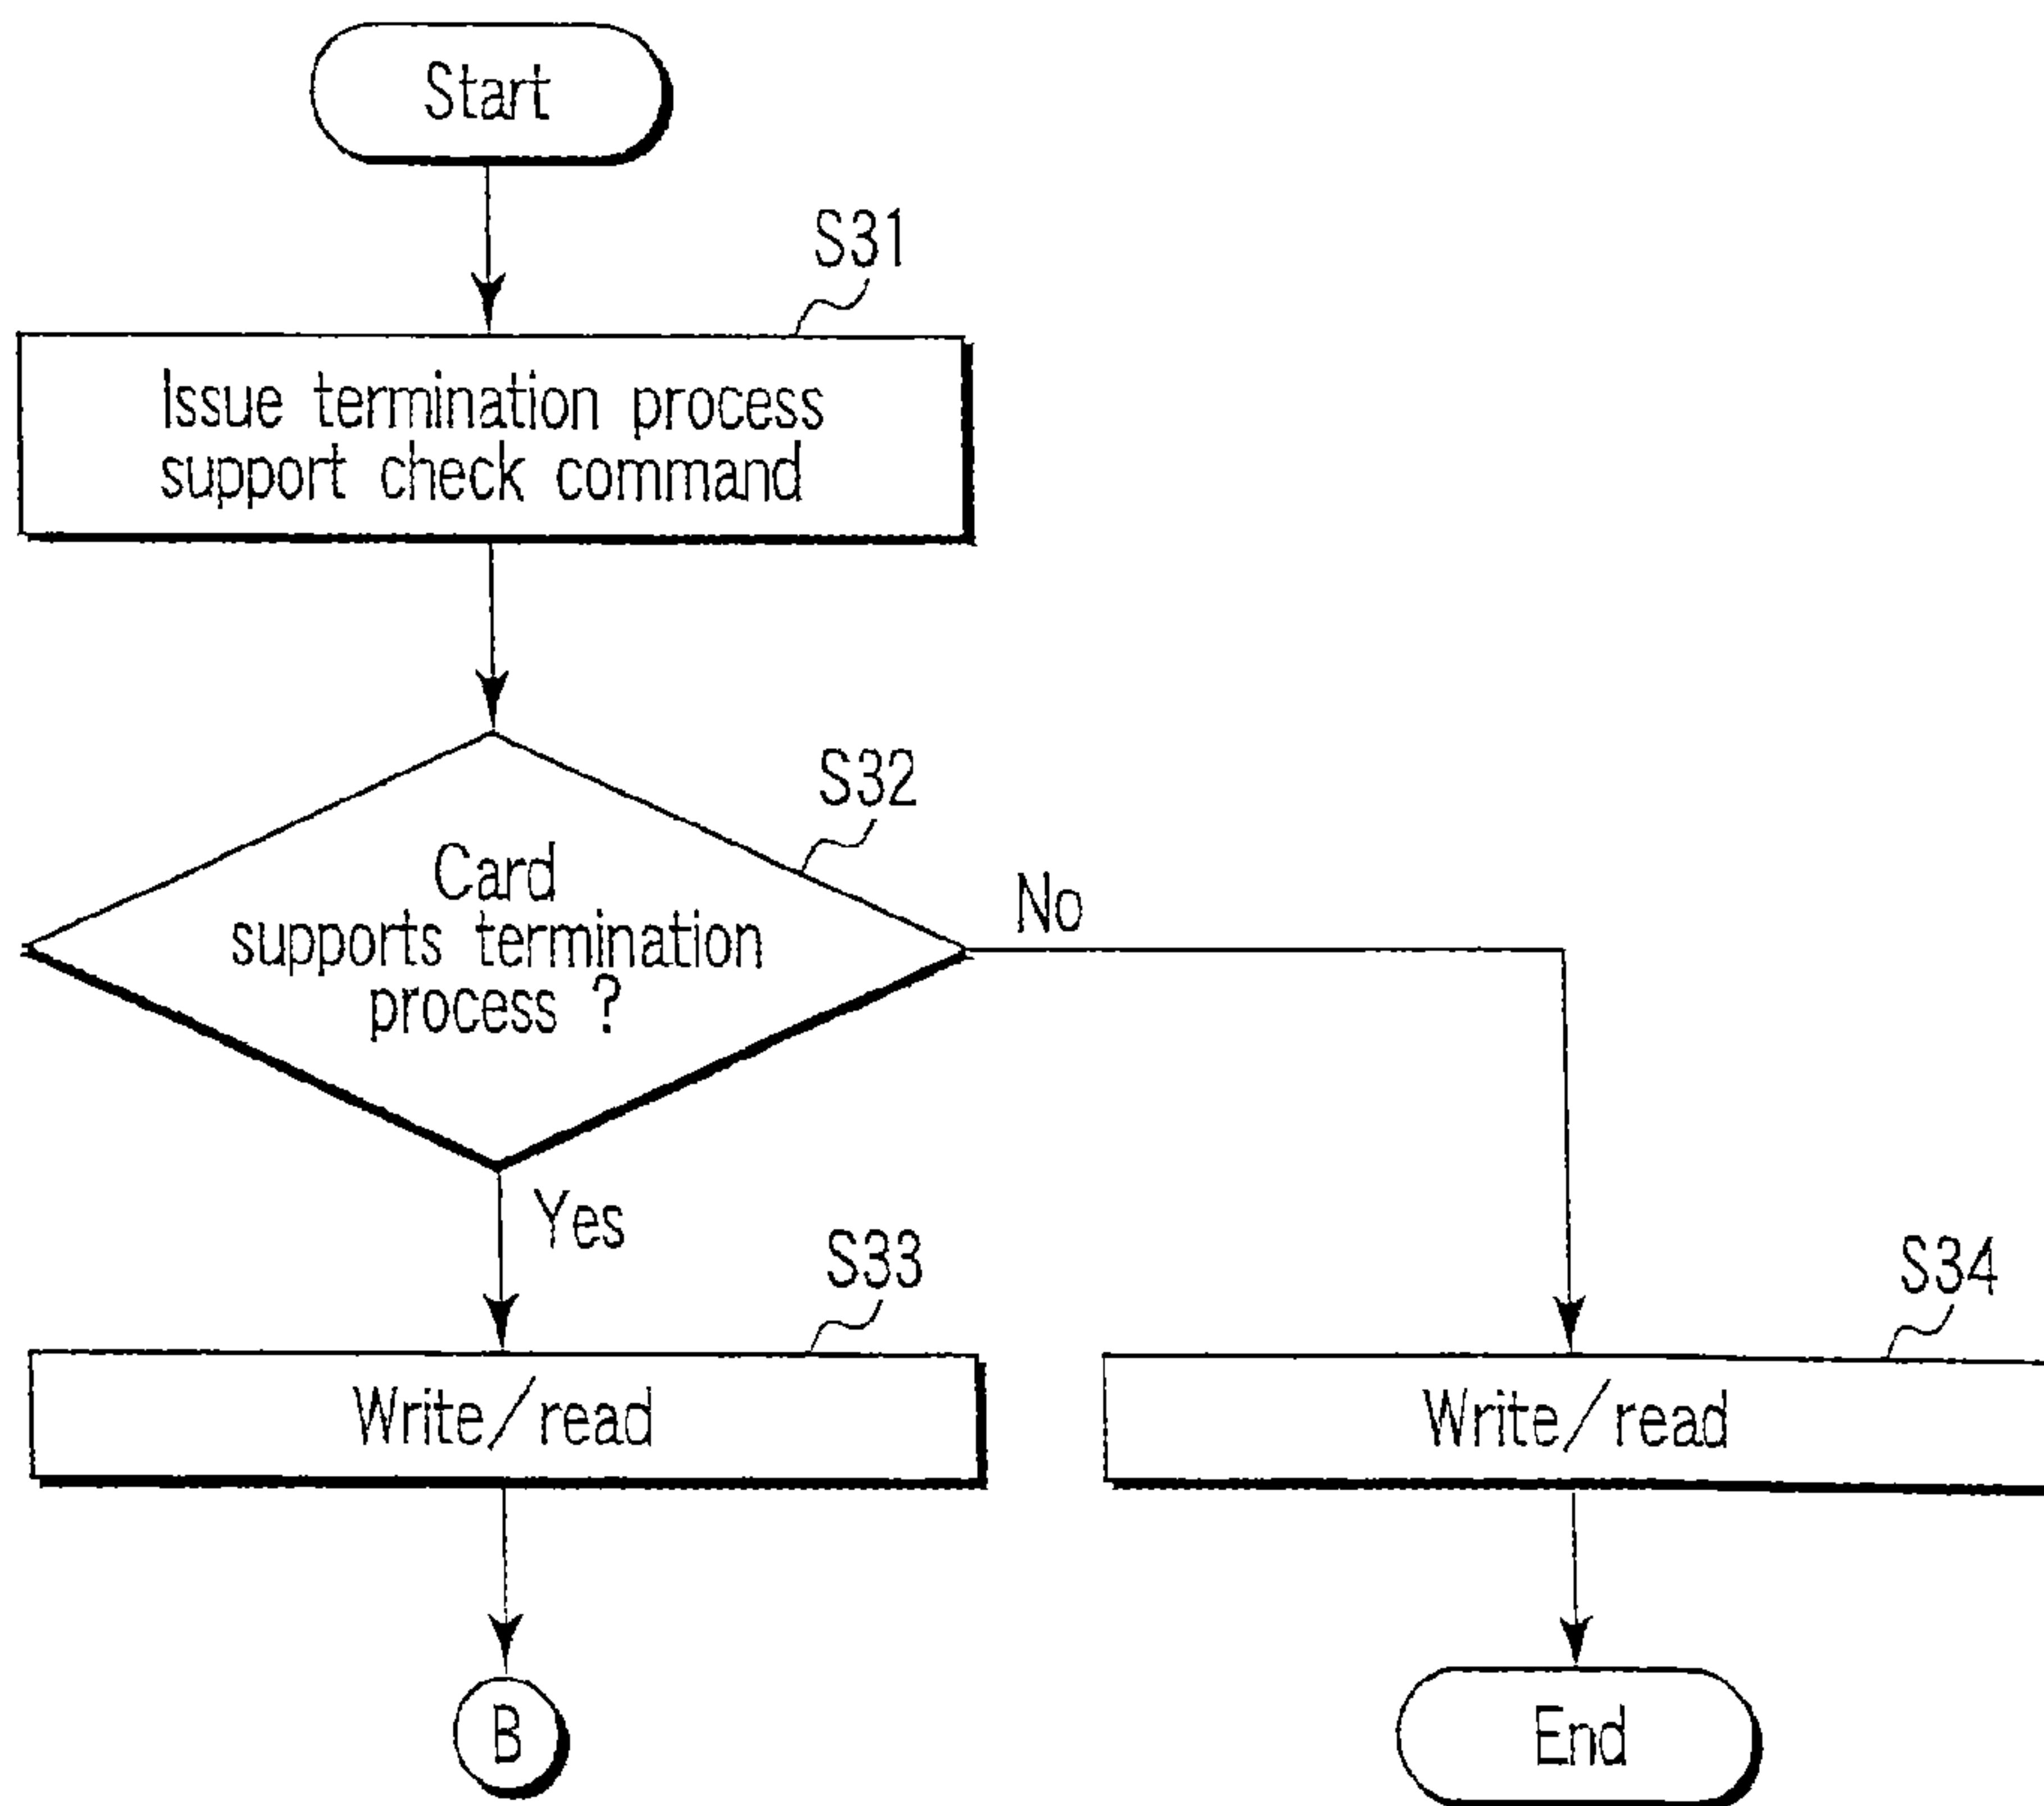 Start
S31
Issue termination process
support check command
S32
Card
supports termination
process ?
No
Yes
S33
Write/read
S34
Write/read
B
End